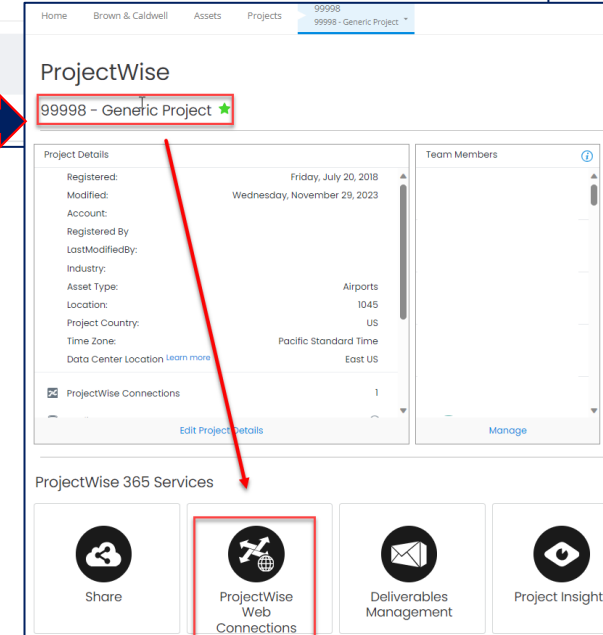 Home Brown & Caldwell Assets Projects 99998
99998 - Generic Project
ProjectWise
99998 - Generic Project
Project Details
Registered: Friday, July 20, 2018
Modified: Wednesday, November 29, 2023
Account:
Registered By
LastModifiedBy:
Industry:
Asset Type: Airports
Location: 1045
Project Country: US
Time Zone: Pacific Standard Time
Data Center Location Learn more East US
ProjectWise Connections 1
Edit Project Details
Team Members
Manage
ProjectWise 365 Services
Share
ProjectWise
Web
Connections
Deliverables
Management
Project Insight